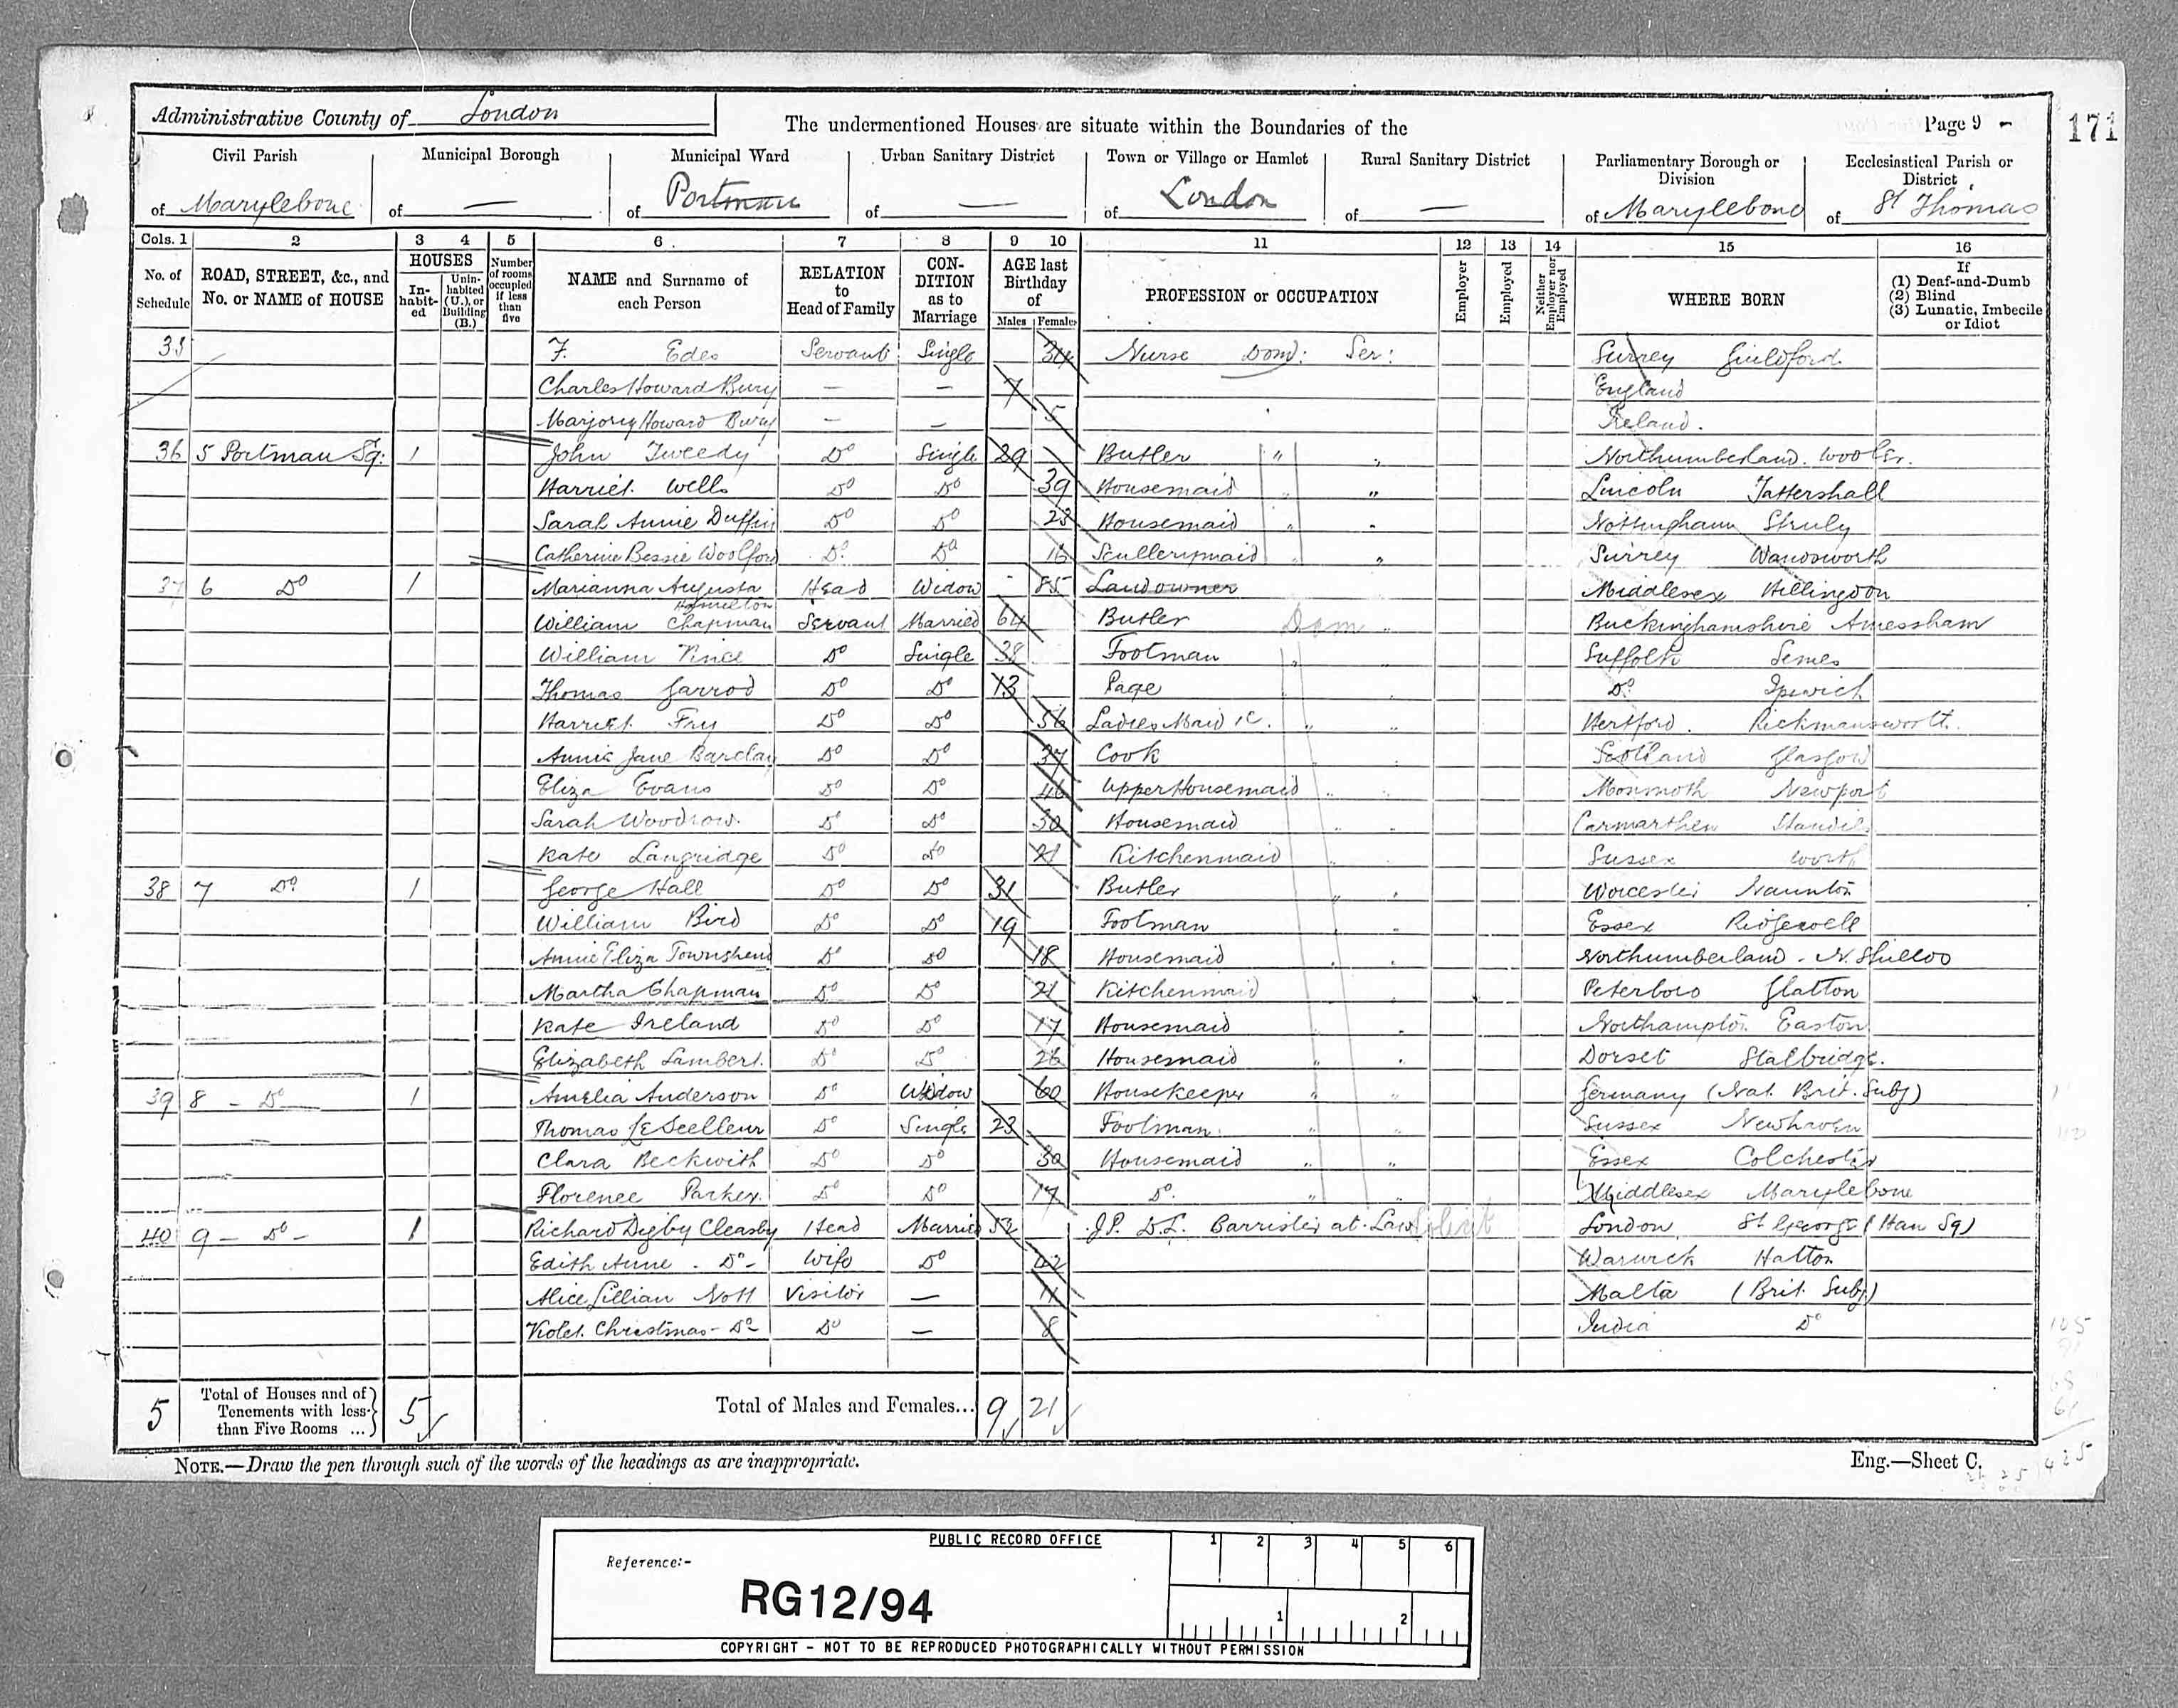 Administrative County of London
The undermentioned Houses are situate within the Boundaries of the
Page 9
171
Civil Parish of Marylebone
Municipal Borough of —
Municipal Ward of Portman
Urban Sanitary District of —
Town or Village or Hamlet of London
Rural Sanitary District of —
Parliamentary Borough or Division of Marylebone
Ecclesiastical Parish or District of St Thomas
Cols. 1 2 3 4 5 6 7 8 9 10 11 12 13 14 15 16
No. of Schedule
ROAD, STREET, &c., and No. or NAME of HOUSE
HOUSES
In-habit-ed
Unin-habited (U.), or Building (B.)
Number of rooms occupied if less than five
NAME and Surname of each Person
RELATION to Head of Family
CON-DITION as to Marriage
AGE last Birthday of
Males Females
PROFESSION or OCCUPATION
Employer
Employed
Neither Employer nor Employed
WHERE BORN
If (1) Deaf-and-Dumb (2) Blind (3) Lunatic, Imbecile or Idiot
35 F. Edes Servant Single 34 Nurse Dom: Ser: Surrey Guildford
Charles Howard Bury — — 7 England
Marjory Howard Bury — — 5 Ireland.
36 5 Portman Sq: 1 John Tweedy Do Single 29 Butler " " Northumberland. Wooler.
Harriet Wells Do Do 39 Housemaid " " Lincoln Tattershall
Sarah Annie Duffin Do Do 23 Housemaid " " Nottingham
Catherine Bessie Woolford Do Do 16 Scullerymaid " " Surrey Wandsworth
37 6 Do 1 Marianna Augusta Hamilton Head Widow - 85 Landowner Middlesex Hillingdon
William Chapman Servant Married 64 Butler Dom " Buckinghamshire Amessham
William Vince Do Single 38 Footman " " Suffolk Semer
Thomas Jarrod Do Do 13 Page " " Do Ipswich
Harriet Fry Do Do 56 Ladies Maid " " Hertford. Rickmansworth.
Annie Jane Barclay Do Do 37 Cook " " Scotland Glasgow
Eliza Evans Do Do 46 Upper Housemaid " " Monmoth Newport
Sarah Woodrow. Do Do 30 Housemaid " " Carmarthen
Kate Langridge Do Do 21 Kitchenmaid " " Sussex Worth
38 7 Do 1 George Hall Do Do 31 Butler " " Worcester Naunton
William Bird Do Do 19 Footman " " Essex Ridgewell
Annie Eliza Townshend Do Do 18 Housemaid " " Northumberland - N. Shields
Martha Chapman Do Do 21 Kitchenmaid " " Peterboro Glatton
Kate Ireland Do Do 17 Housemaid " " Northampton Easton
Elizabeth Lambert. Do Do 26 Housemaid " " Dorset Stalbridge.
39 8 - Do 1 Amelia Anderson Do Widow 60 Housekeeper " " Germany (Nat. Brit. Subj)
Thomas Le Seelleur Do Single 23 Footman. " " Sussex Newhaven
Clara Beckwith Do Do 30 Housemaid " " Essex Colchester
Florence Parker. Do Do 17 Do. " " Middlesex Marylebone
40 9 - Do - 1 Richard Digby Cleasby Head Married 52 J.P. D.L. Barrister at Law London St George (Han Sq)
Edith Anne. Do - Wife Do 42 Warwick Hatton
Alice Lillian Nott Visitor — 11 Malta (Brit. Subj.)
Violet Christmas - Do Do — 8 India Do
5 Total of Houses and of Tenements with less than Five Rooms ... 5
Total of Males and Females... 9 21
NOTE.—Draw the pen through such of the words of the headings as are inappropriate.
Eng.—Sheet C.
PUBLIC RECORD OFFICE
1 2 3 4 5 6
Reference:-
RG12/94
1 2
COPYRIGHT - NOT TO BE REPRODUCED PHOTOGRAPHICALLY WITHOUT PERMISSION